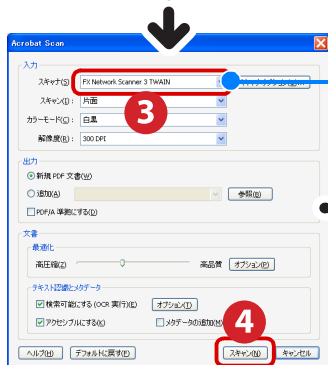 Acrobat Scan
入力
スキャナ(S): FX Network Scanner 3 TWAIN
スキャン(I): 片面
3
カラーモード(C): 白黒
解像度(R): 300 DPI
出力
新規 PDF 文書(W)
追加(A) 参照(B)
PDF/A 準拠にする(D)
文書
最適化
高圧縮(Z) 高品質 オプション(P)
テキスト認識とメタデータ
検索可能にする (OCR 実行)(E) オプション(T)
アクセシブルにする(K) メタデータの追加(M)
4
ヘルプ(H) デフォルトに戻す(F) スキャン(N) キャンセル